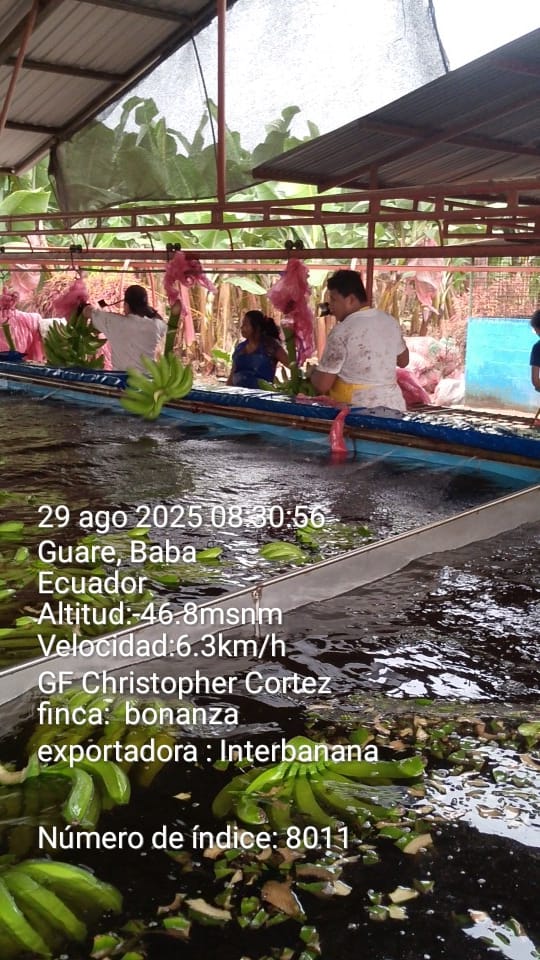 29 ago 2025 08:30:56
Guare, Baba
Ecuador
Altitud:-46.8msnm
Velocidad:6.3km/h
GF Christopher Cortez
finca:  bonanza
exportadora : Interbanana
Número de índice: 8011